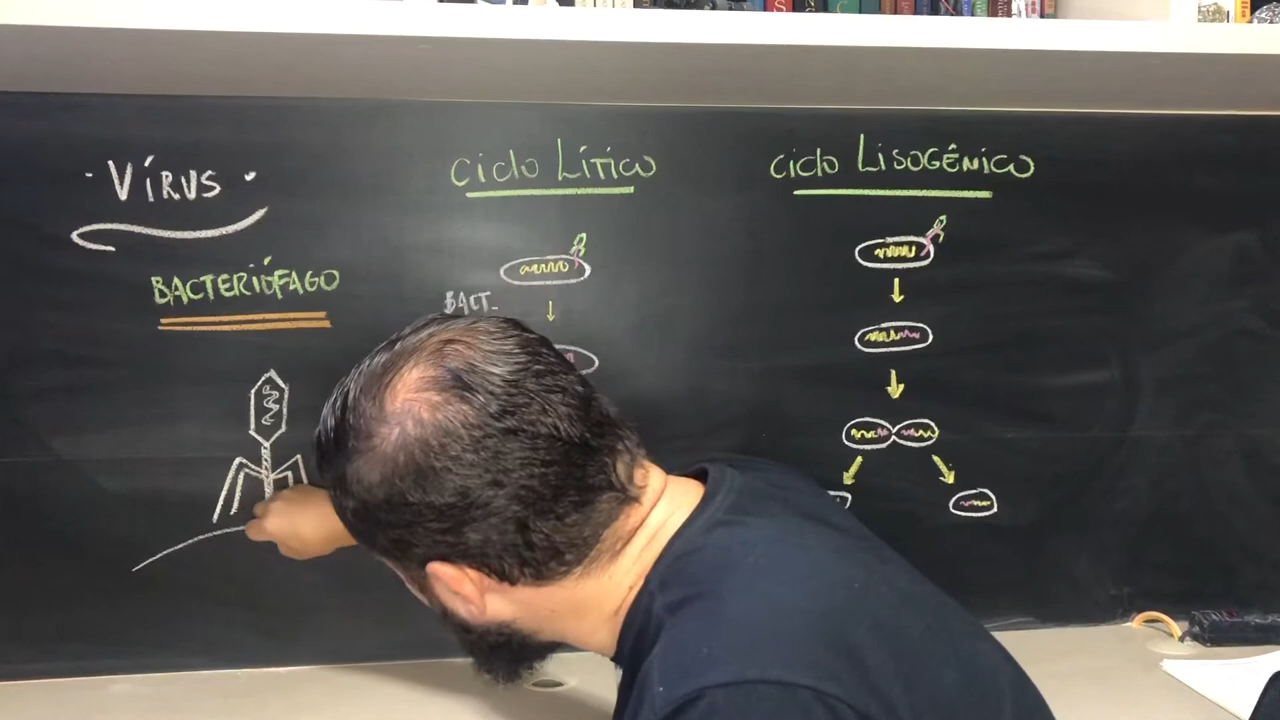 · VÍRUS ·
BACTERIÓFAGO
CICLO LÍTICO
BACT.
CICLO LISOGÊNICO